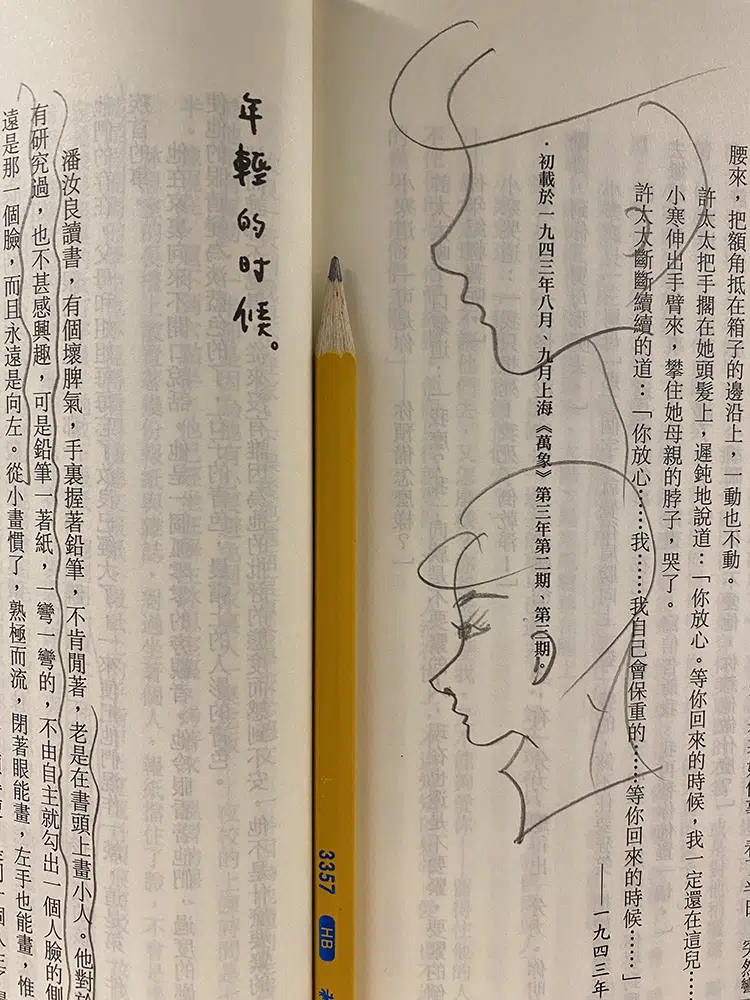 腰來，把額角抵在箱子的邊沿上，一動也不動。
許太太把手擱在她頭髮上，遲鈍地說道：「你放心。等你回來的時候，我一定還在這兒……
小寒伸出手臂來，攀住她母親的脖子，哭了。
許太太斷斷續續的道：「你放心……我……我自己會保重的……等你回來的時候……」
——一九四三年
．初載於一九四三年八月、九月上海《萬象》第三年第二期、第三期。
年輕的時候。
潘汝良讀書，有個壞脾氣，手裏握著鉛筆，不肯閒著，老是在書頭上畫小人。他對於
有研究過，也不甚感興趣，可是鉛筆一著紙，一彎一彎的，不由自主就勾出一個人臉的側
遠是那一個臉，而且永遠是向左。從小畫慣了，熟極而流，閉著眼能畫，左手也能畫，惟
3357 HB